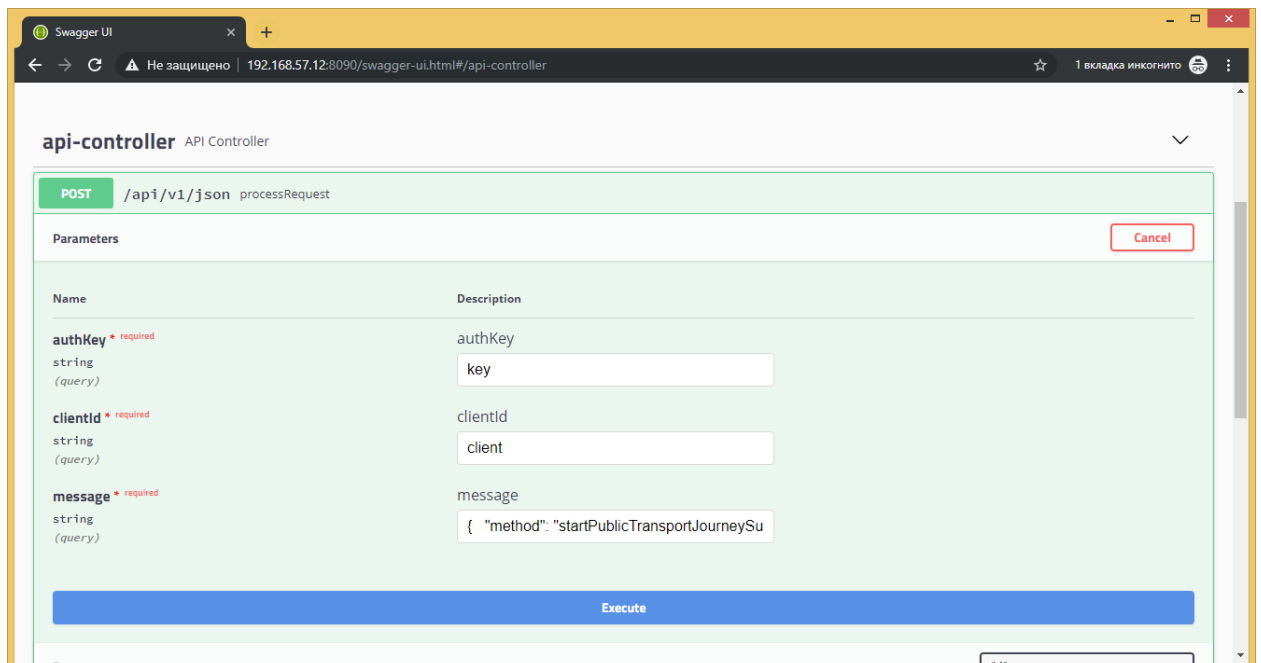 Swagger UI
Не защищено 192.168.57.12:8090/swagger-ui.html#/api-controller
1 вкладка инкогнито
api-controller API Controller
POST /api/v1/json processRequest
Parameters Cancel
Name Description
authKey * required authKey
string key
(query)
clientId * required clientId
string client
(query)
message * required message
string { "method": "startPublicTransportJourneySu
(query)
Execute